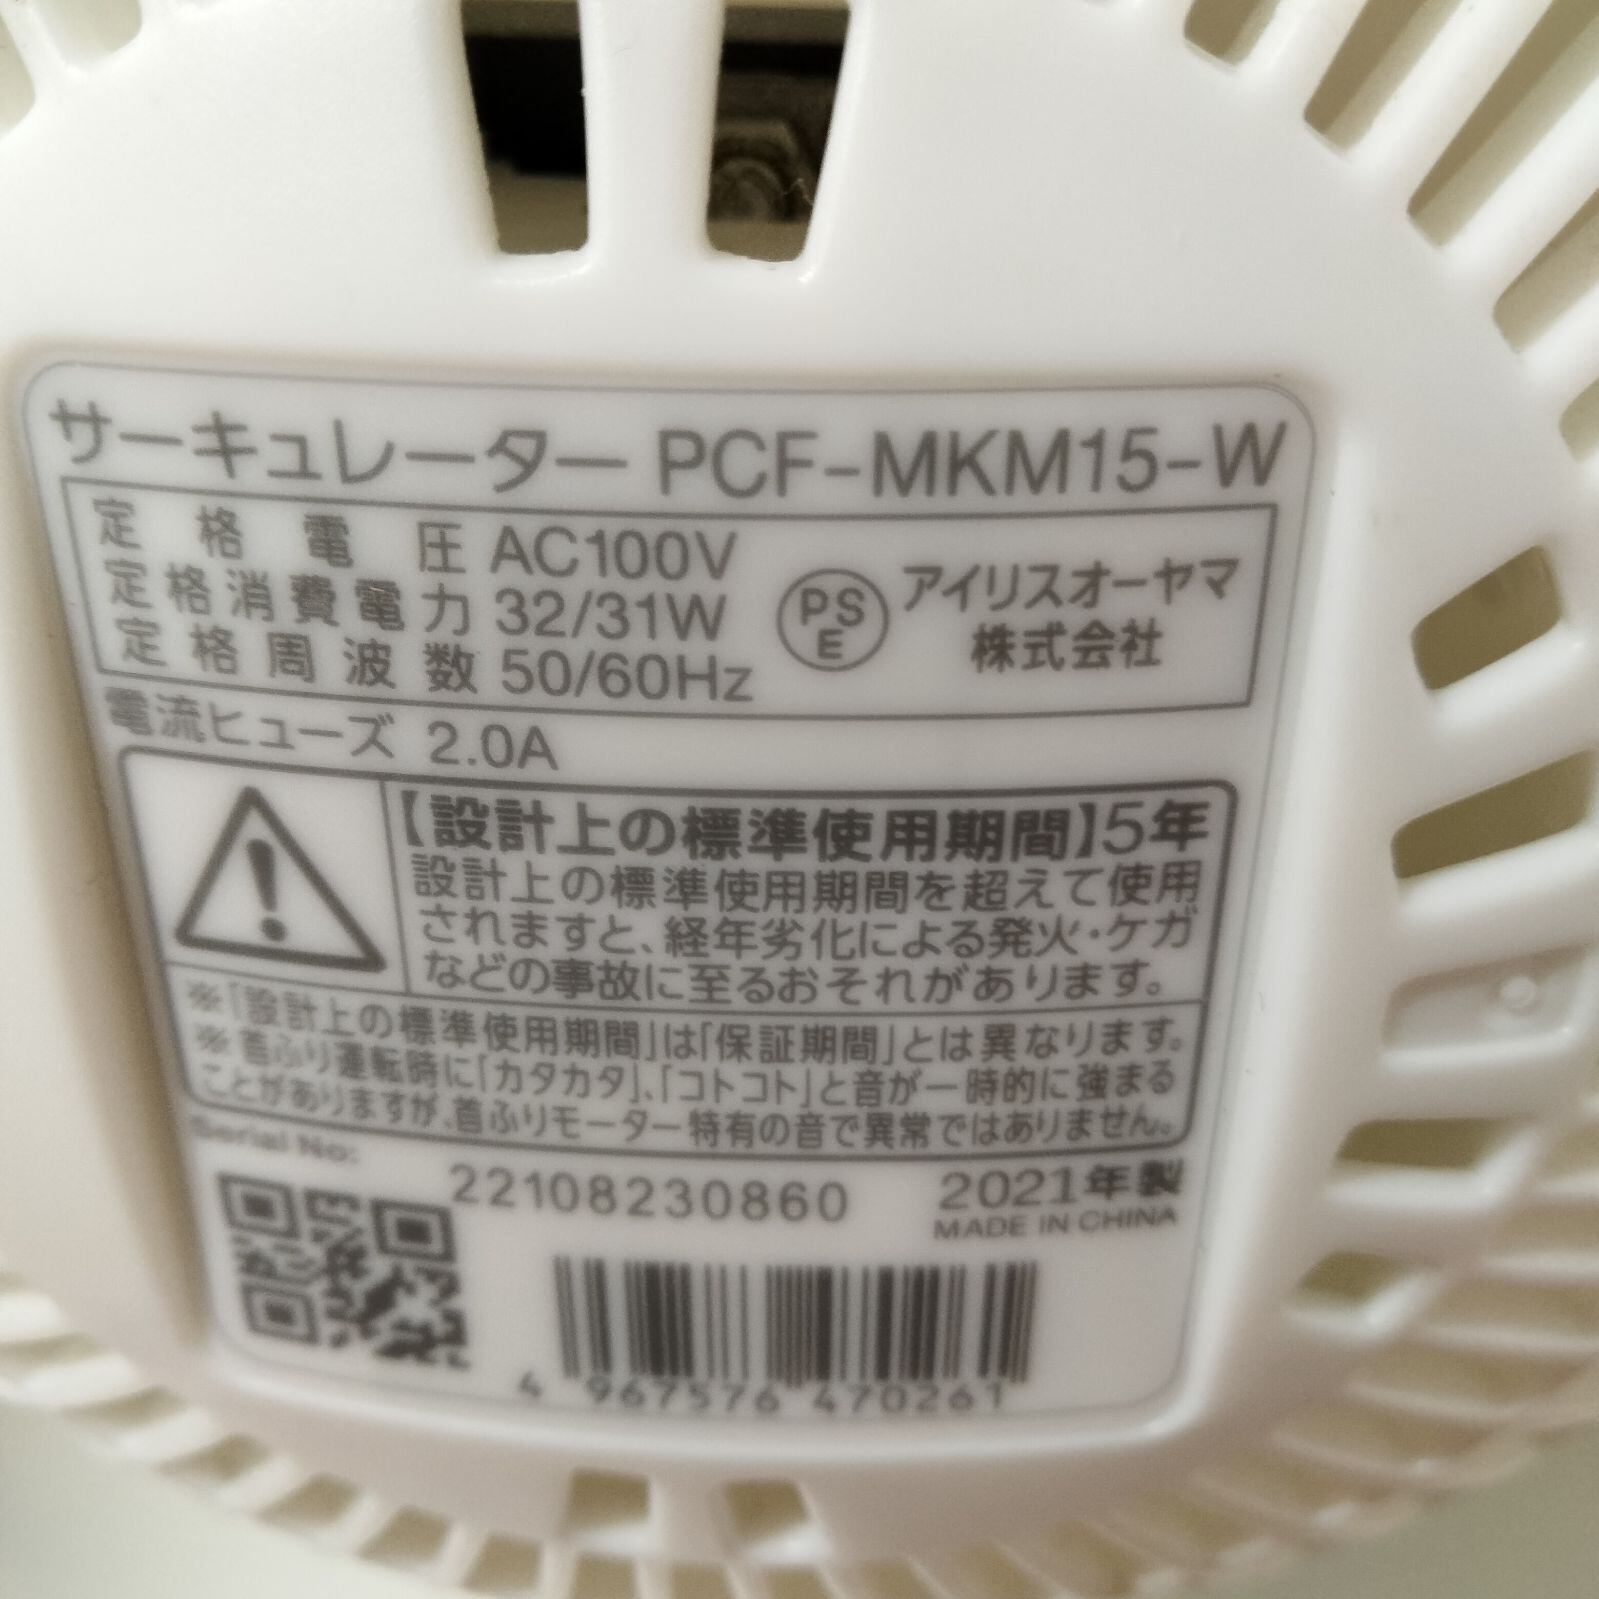 サーキュレーター PCF-MKM15-W
定格電圧 AC100V
定格消費電力 32/31W
定格周波数 50/60Hz
PS
E
アイリスオーヤマ
株式会社
電流ヒューズ 2.0A
【設計上の標準使用期間】5年
設計上の標準使用期間を超えて使用
されますと、経年劣化による発火・ケガ
などの事故に至るおそれがあります。
※「設計上の標準使用期間」は「保証期間」とは異なります。
※首ふり運転時に「カタカタ」、「コトコト」と音が一時的に強まる
ことがありますが、首ふりモーター特有の音で異常ではありません。
Serial No:
22108230860
2021年製
MADE IN CHINA
4 967576 470261